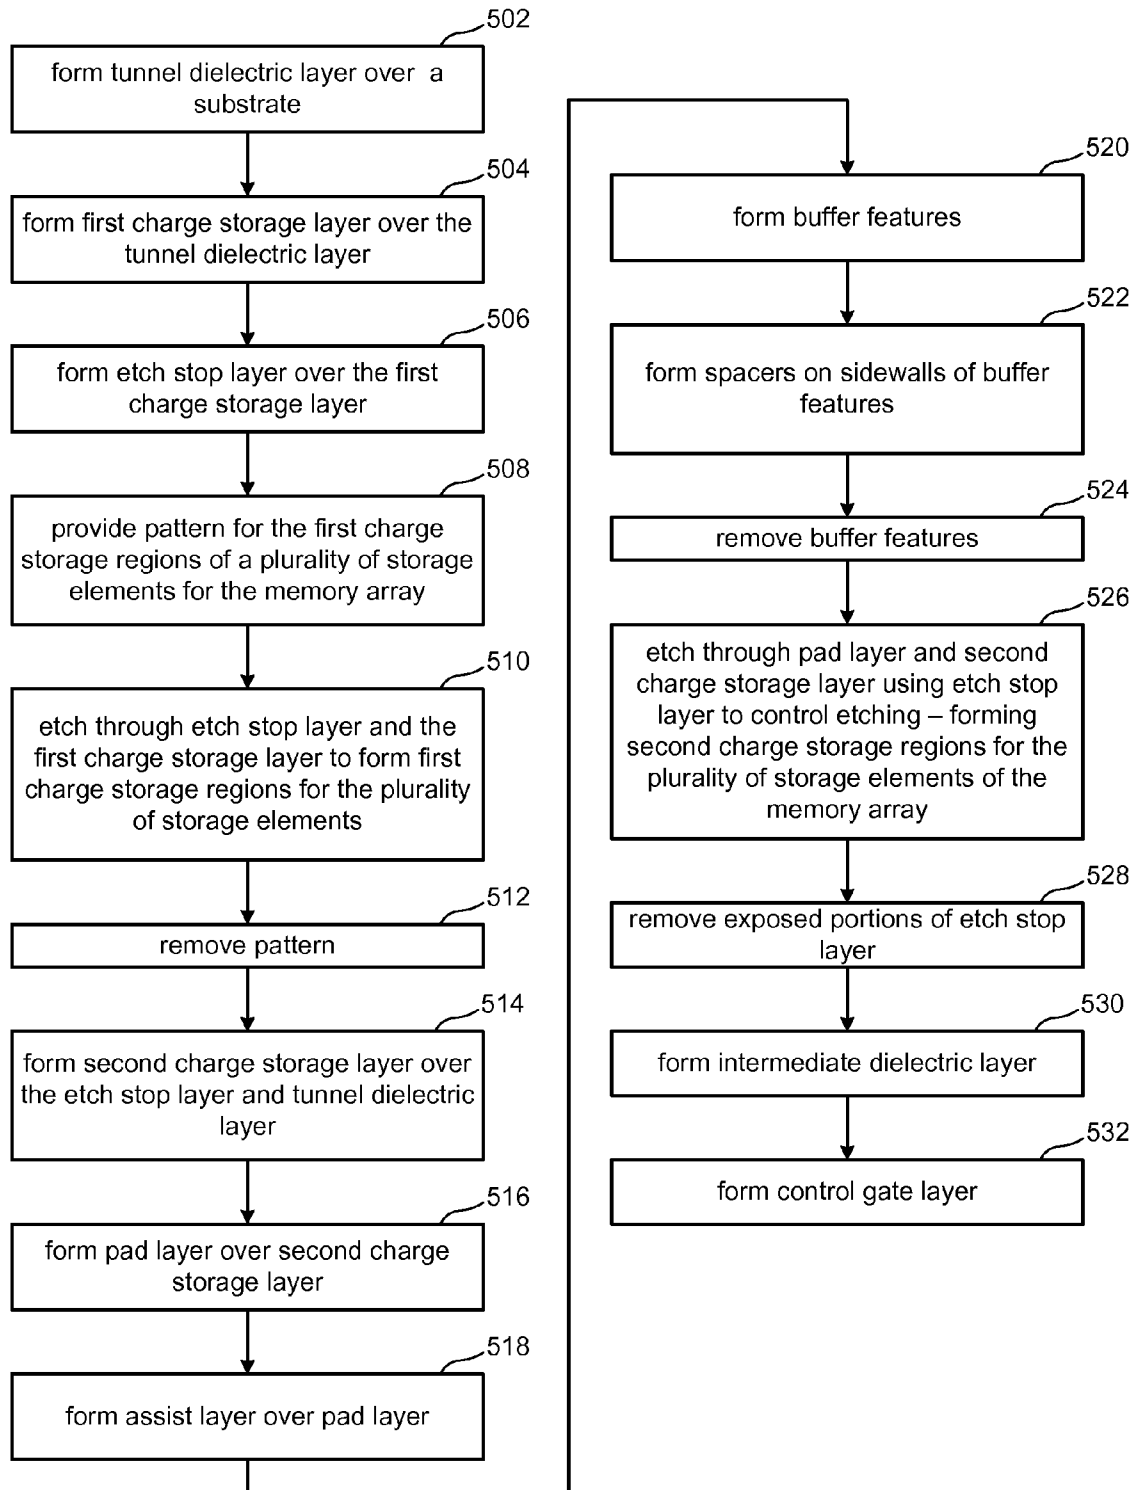 502
form tunnel dielectric layer over a
substrate
504
form first charge storage layer over the
tunnel dielectric layer
506
form etch stop layer over the first
charge storage layer
508
provide pattern for the first charge
storage regions of a plurality of storage
elements for the memory array
510
etch through etch stop layer and the
first charge storage layer to form first
charge storage regions for the plurality
of storage elements
512
remove pattern
514
form second charge storage layer over
the etch stop layer and tunnel dielectric
layer
516
form pad layer over second charge
storage layer
518
form assist layer over pad layer
520
form buffer features
522
form spacers on sidewalls of buffer
features
524
remove buffer features
526
etch through pad layer and second
charge storage layer using etch stop
layer to control etching – forming
second charge storage regions for the
plurality of storage elements of the
memory array
528
remove exposed portions of etch stop
layer
530
form intermediate dielectric layer
532
form control gate layer